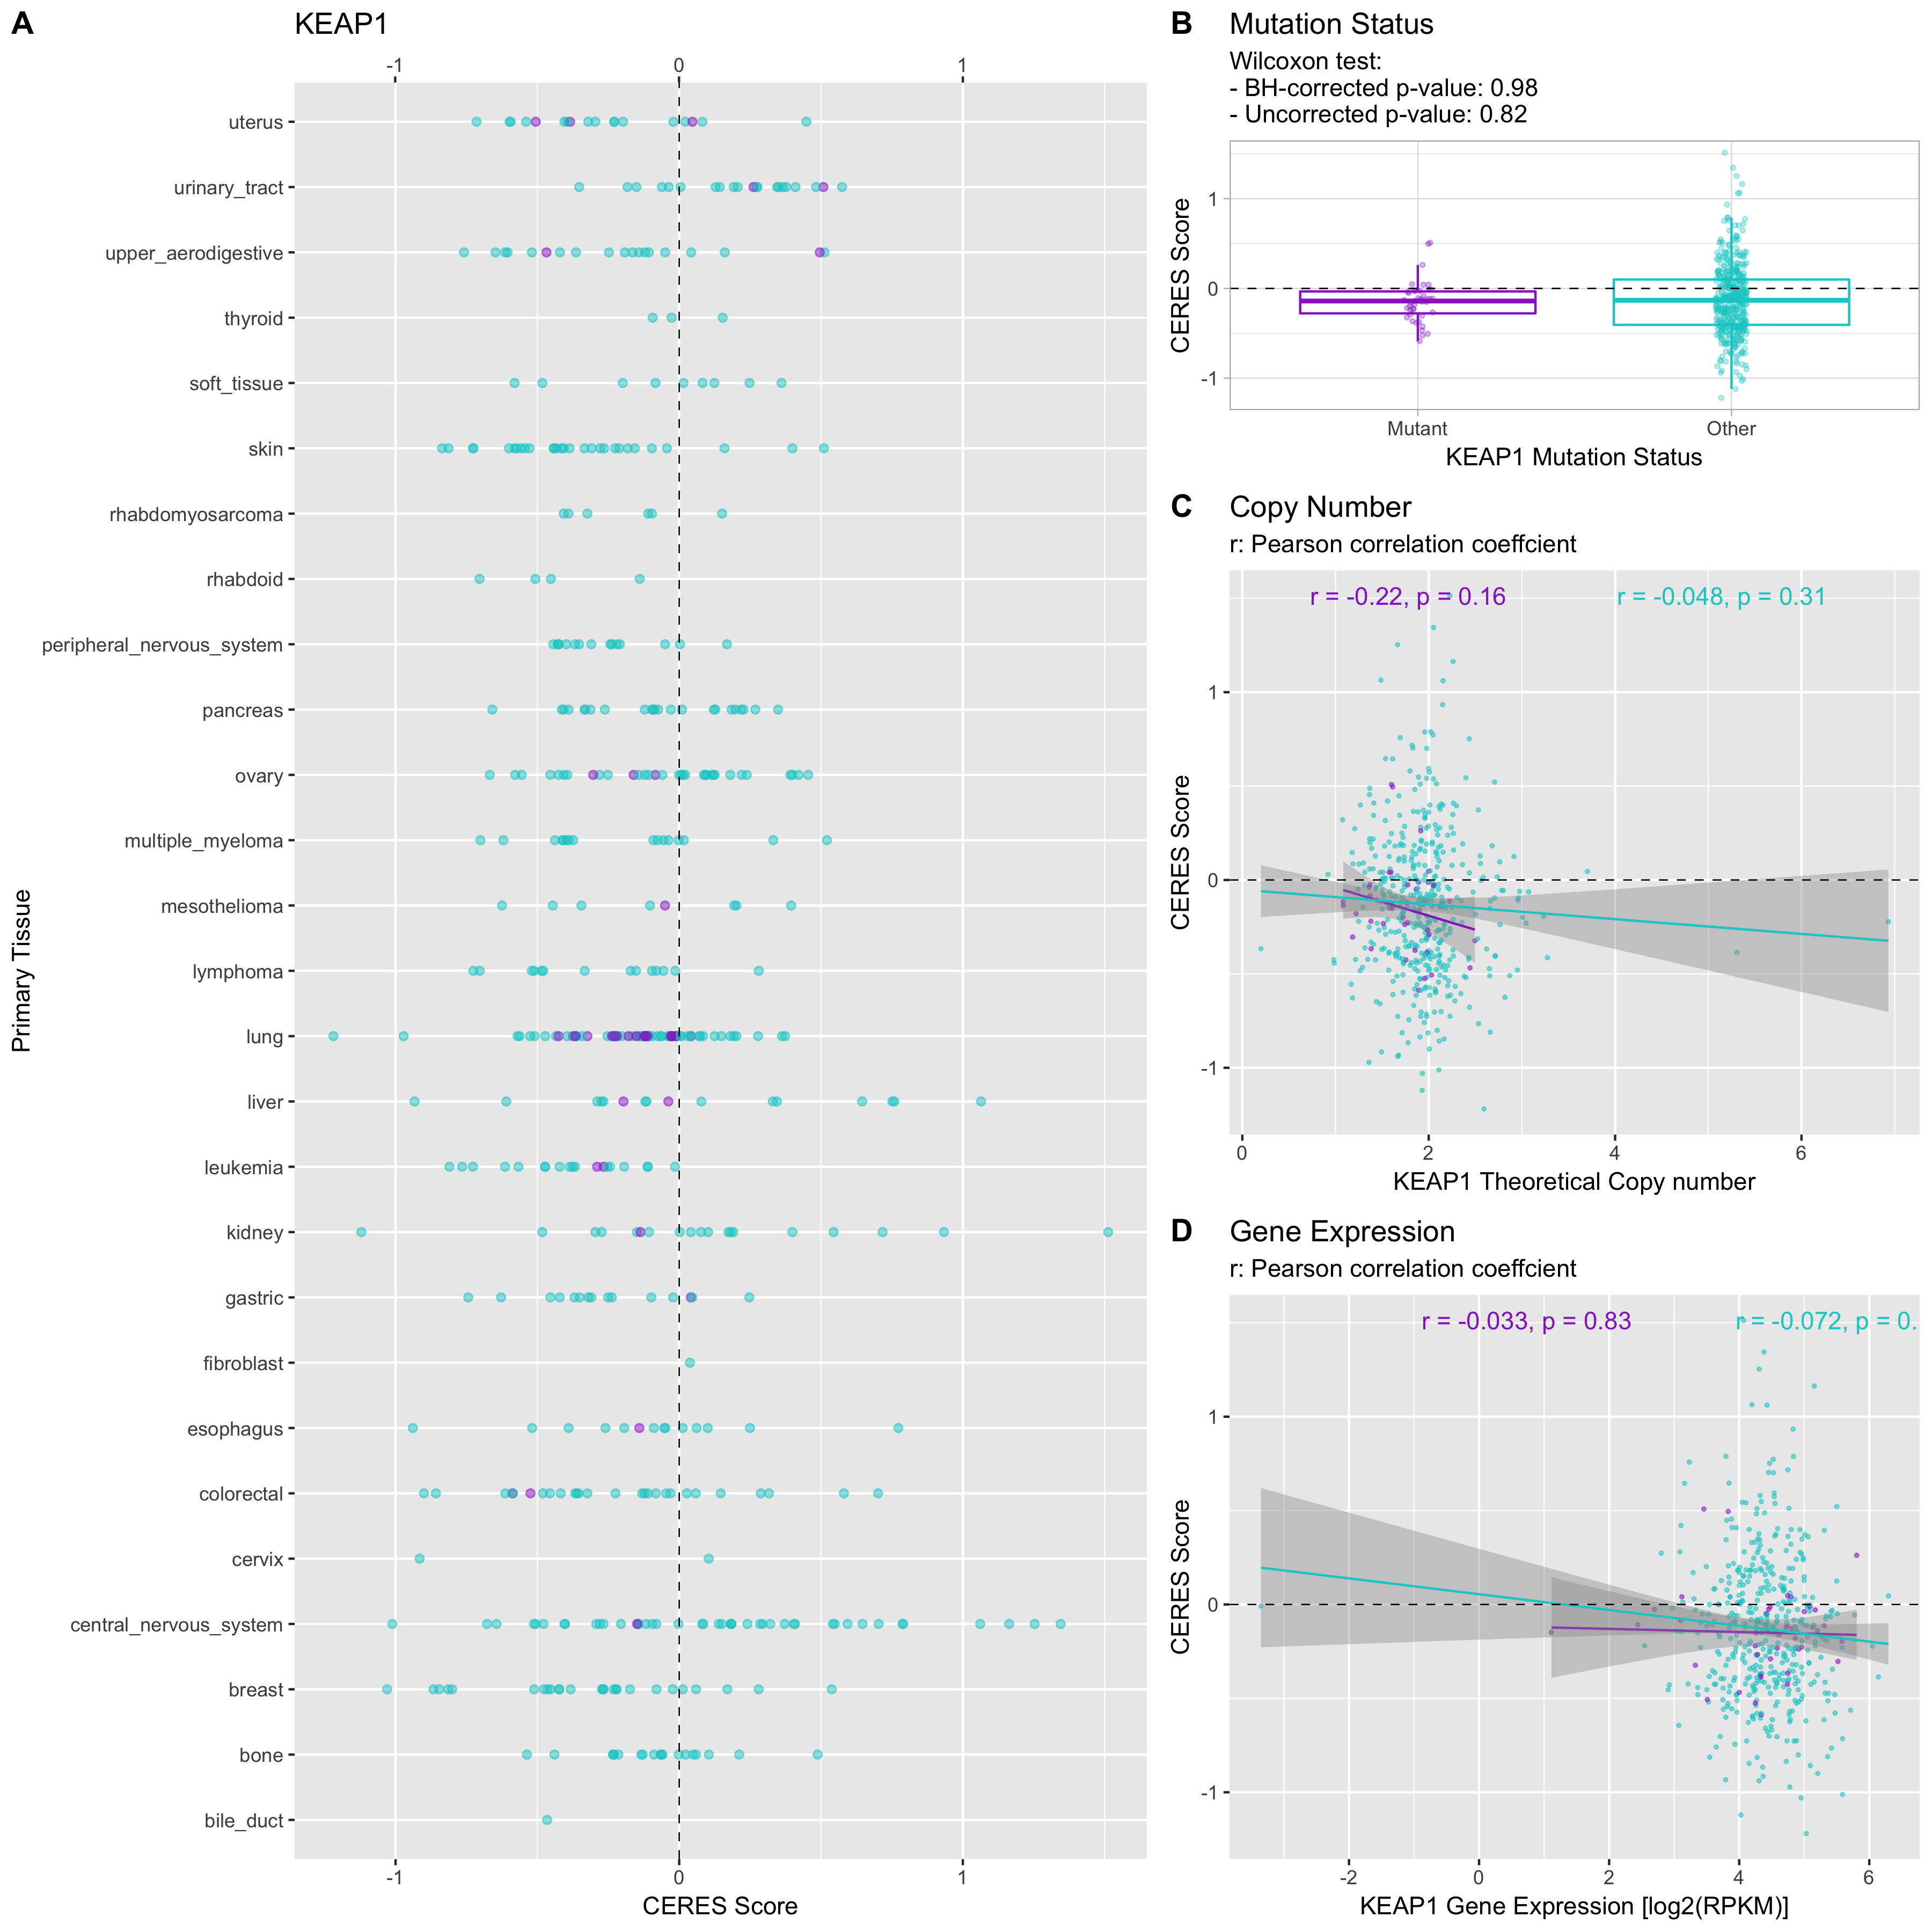 A
KEAP1
-1 0 1
uterus
urinary_tract
upper_aerodigestive
thyroid
soft_tissue
skin
rhabdomyosarcoma
rhabdoid
peripheral_nervous_system
pancreas
ovary
multiple_myeloma
mesothelioma
lymphoma
lung
liver
leukemia
kidney
gastric
fibroblast
esophagus
colorectal
cervix
central_nervous_system
breast
bone
bile_duct
Primary Tissue
-1 0 1
CERES Score
B
Mutation Status
Wilcoxon test:
- BH-corrected p-value: 0.98
- Uncorrected p-value: 0.82
CERES Score
1
0
-1
Mutant Other
KEAP1 Mutation Status
C
Copy Number
r: Pearson correlation coeffcient
r = -0.22, p = 0.16
r = -0.048, p = 0.31
CERES Score
1
0
-1
0 2 4 6
KEAP1 Theoretical Copy number
D
Gene Expression
r: Pearson correlation coeffcient
r = -0.033, p = 0.83
r = -0.072, p = 0.
CERES Score
1
0
-1
-2 0 2 4 6
KEAP1 Gene Expression [log2(RPKM)]